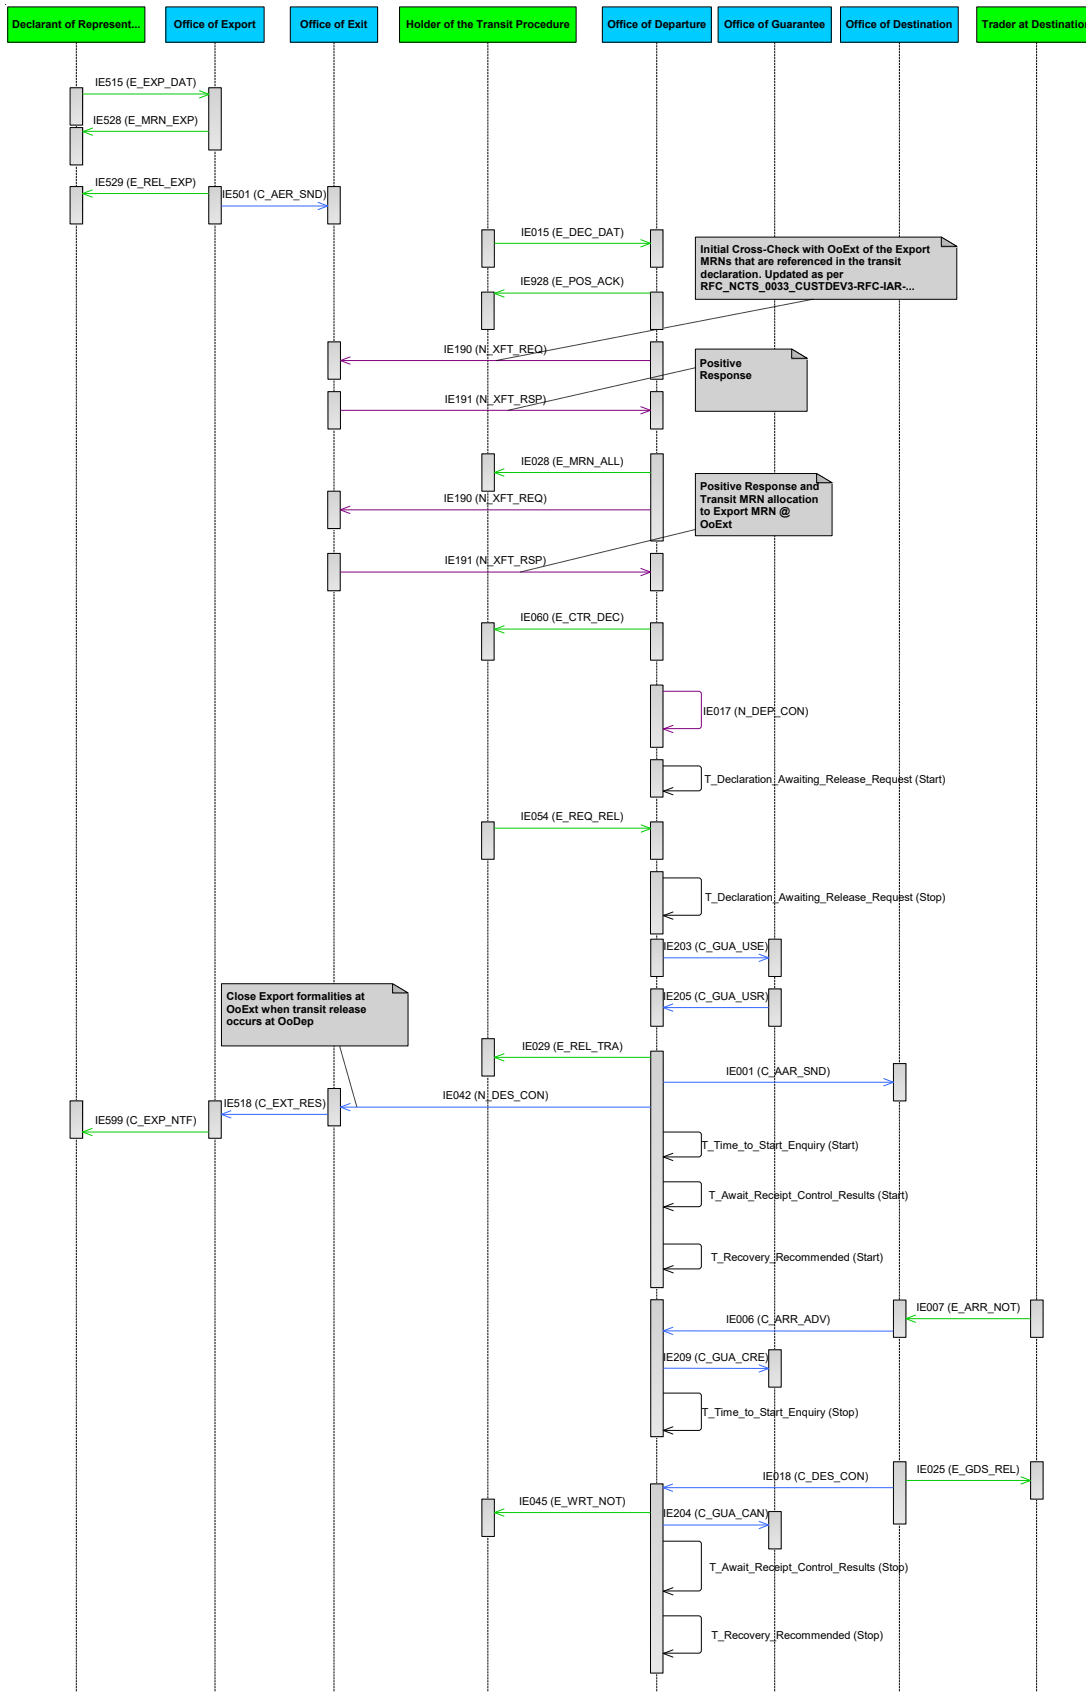 Declarant of Represent...
Office of Export
Office of Exit
Holder of the Transit Procedure
Office of Departure
Office of Guarantee
Office of Destination
Trader at Destination
IE515 (E_EXP_DAT)
IE528 (E_MRN_EXP)
IE529 (E_REL_EXP)
IE501 (C_AER_SND)
IE015 (E_DEC_DAT)
Initial Cross-Check with OoExt of the Export
MRNs that are referenced in the transit
declaration. Updated as per
RFC_NCTS_0033_CUSTDEV3-RFC-IAR-...
IE928 (E_POS_ACK)
IE190 (N_XFT_REQ)
Positive
Response
IE191 (N_XFT_RSP)
IE028 (E_MRN_ALL)
IE190 (N_XFT_REQ)
Positive Response and
Transit MRN allocation
to Export MRN @
OoExt
IE191 (N_XFT_RSP)
IE060 (E_CTR_DEC)
IE017 (N_DEP_CON)
T_Declaration_Awaiting_Release_Request (Start)
IE054 (E_REQ_REL)
T_Declaration_Awaiting_Release_Request (Stop)
IE203 (C_GUA_USE)
IE205 (C_GUA_USR)
Close Export formalities at
OoExt when transit release
occurs at OoDep
IE029 (E_REL_TRA)
IE001 (C_AAR_SND)
IE042 (N_DES_CON)
IE518 (C_EXT_RES)
IE599 (C_EXP_NTF)
T_Time_to_Start_Enquiry (Start)
T_Await_Receipt_Control_Results (Start)
T_Recovery_Recommended (Start)
IE007 (E_ARR_NOT)
IE006 (C_ARR_ADV)
IE209 (C_GUA_CRE)
T_Time_to_Start_Enquiry (Stop)
IE025 (E_GDS_REL)
IE018 (C_DES_CON)
IE045 (E_WRT_NOT)
IE204 (C_GUA_CAN)
T_Await_Receipt_Control_Results (Stop)
T_Recovery_Recommended (Stop)